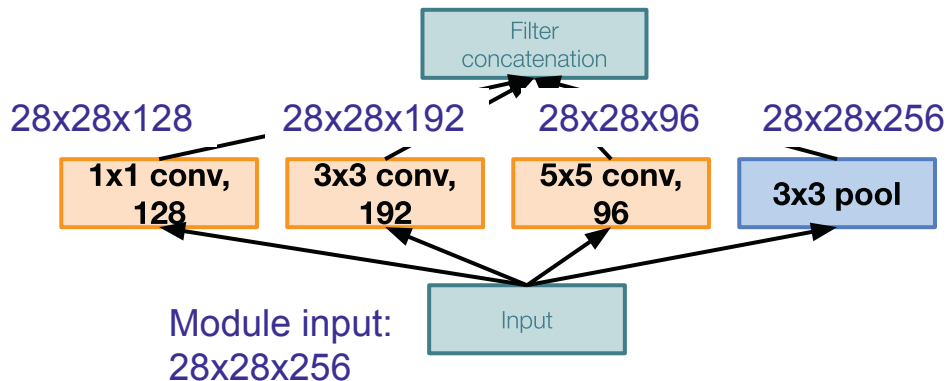 Filter
concatenation
28x28x128
28x28x192
28x28x96
28x28x256
1x1 conv,
128
3x3 conv,
192
5x5 conv,
96
3x3 pool
Input
Module input:
28x28x256